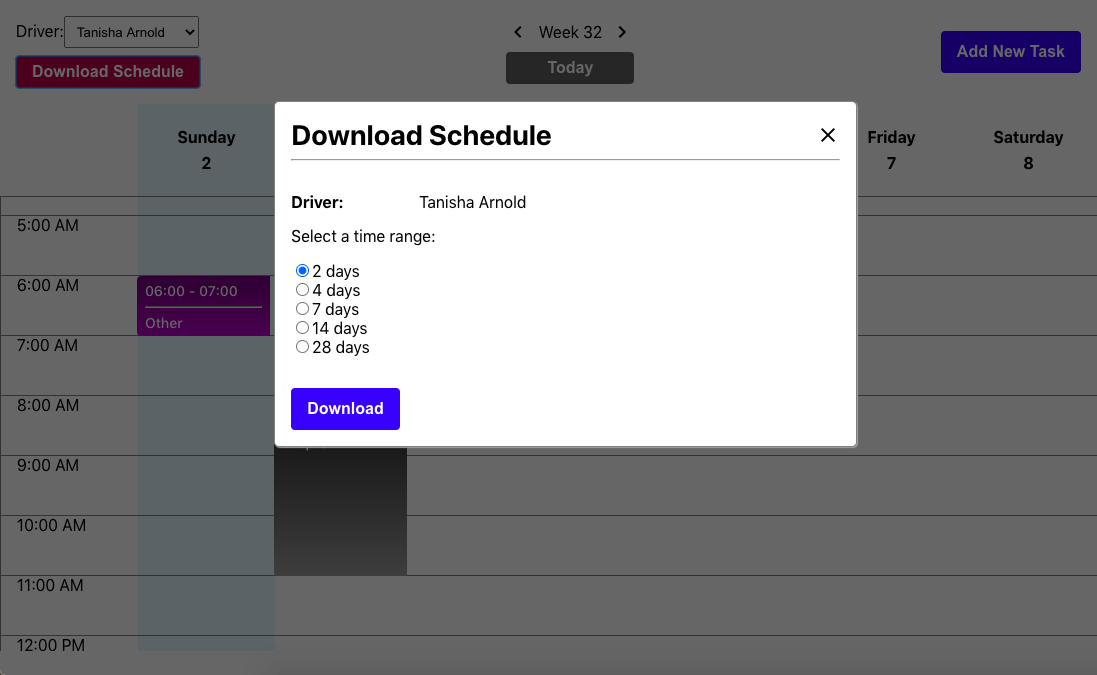 Driver: Tanisha Arnold
Week 32
Download Schedule
Today
Add New Task
Sunday
2
Friday
7
Saturday
8
Download Schedule
Driver: Tanisha Arnold
Select a time range:
2 days
4 days
7 days
14 days
28 days
Download
5:00 AM
6:00 AM
06:00 - 07:00
Other
7:00 AM
8:00 AM
9:00 AM
10:00 AM
11:00 AM
12:00 PM